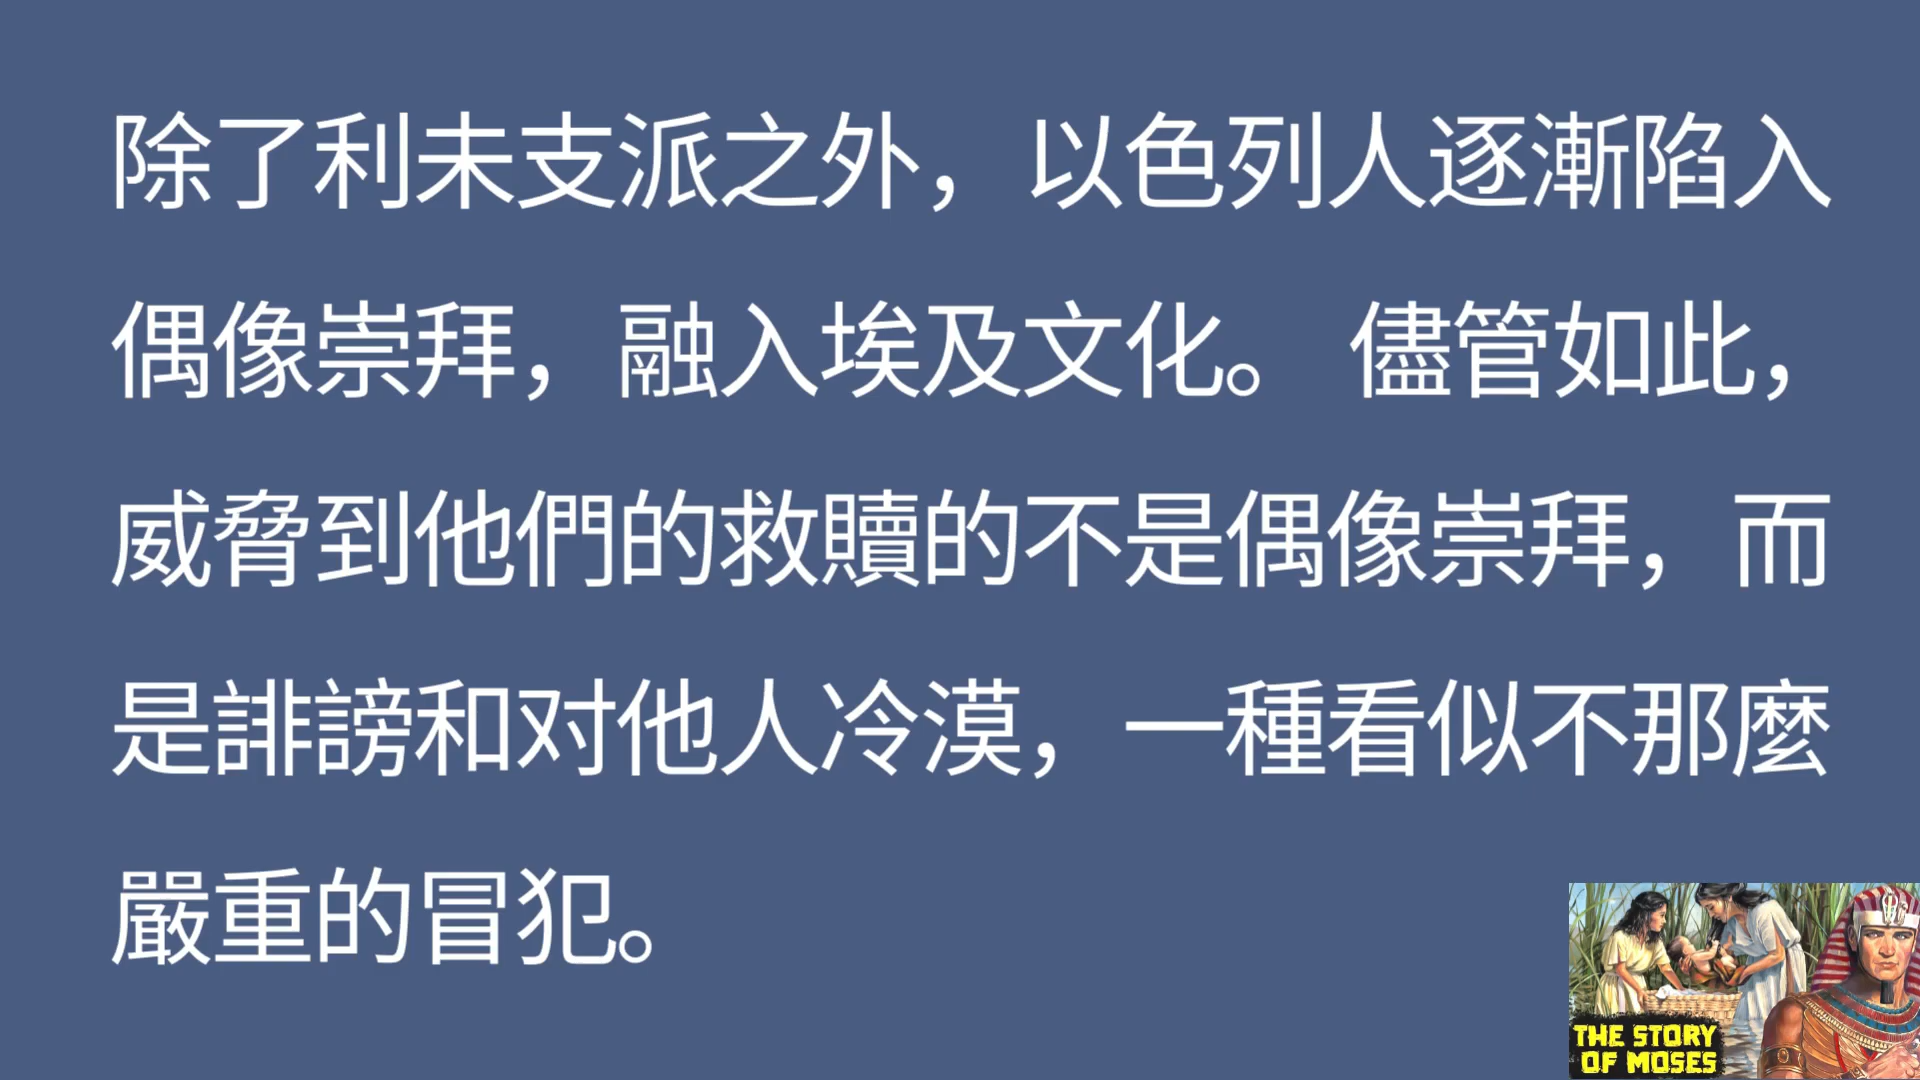 除了利未支派之外，以色列人逐漸陷入
偶像崇拜，融入埃及文化。 儘管如此，
威脅到他們的救贖的不是偶像崇拜，而
是誹謗和对他人冷漠，一種看似不那麼
嚴重的冒犯。
THE STORY
OF MOSES